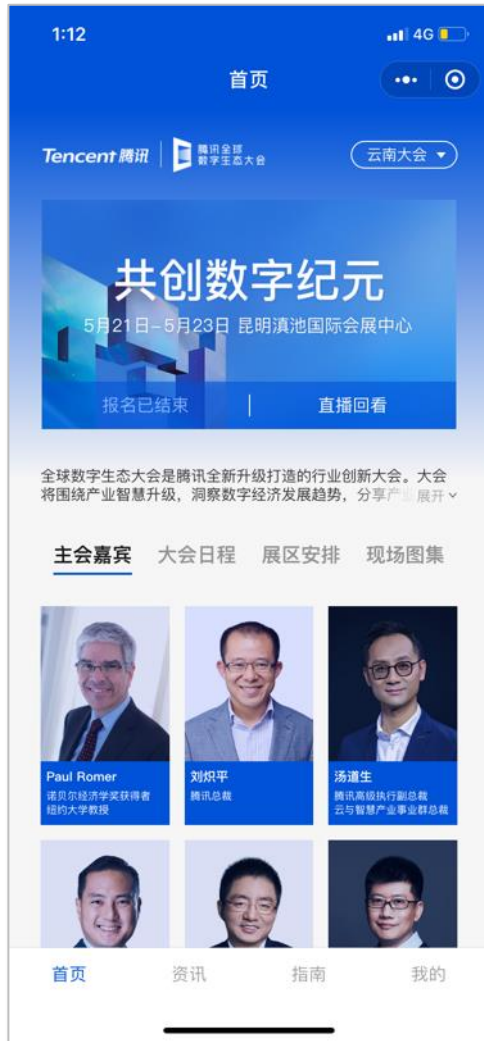 1:12
4G
首页
Tencent 腾讯
腾讯全球
数字生态大会
云南大会
共创数字纪元
5月21日-5月23日 昆明滇池国际会展中心
报名已结束
直播回看
全球数字生态大会是腾讯全新升级打造的行业创新大会。大会
将围绕产业智慧升级，洞察数字经济发展趋势，分享产业 展开
主会嘉宾 大会日程 展区安排 现场图集
Paul Romer
诺贝尔经济学奖获得者
纽约大学教授
刘炽平
腾讯总裁
汤道生
腾讯高级执行副总裁
云与智慧产业事业群总裁
首页 资讯 指南 我的